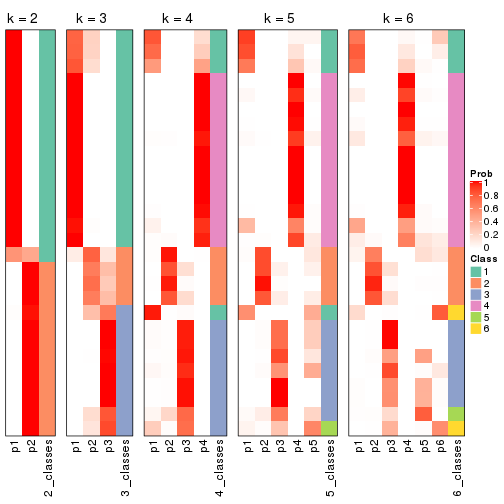 k = 2
k = 3
k = 4
k = 5
k = 6
Prob
1
0.8
0.6
0.4
0.2
0
Class
1
2
3
4
5
6
p1
p2
2_classes
p1
p2
p3
3_classes
p1
p2
p3
p4
4_classes
p1
p2
p3
p4
p5
5_classes
p1
p2
p3
p4
p5
p6
6_classes